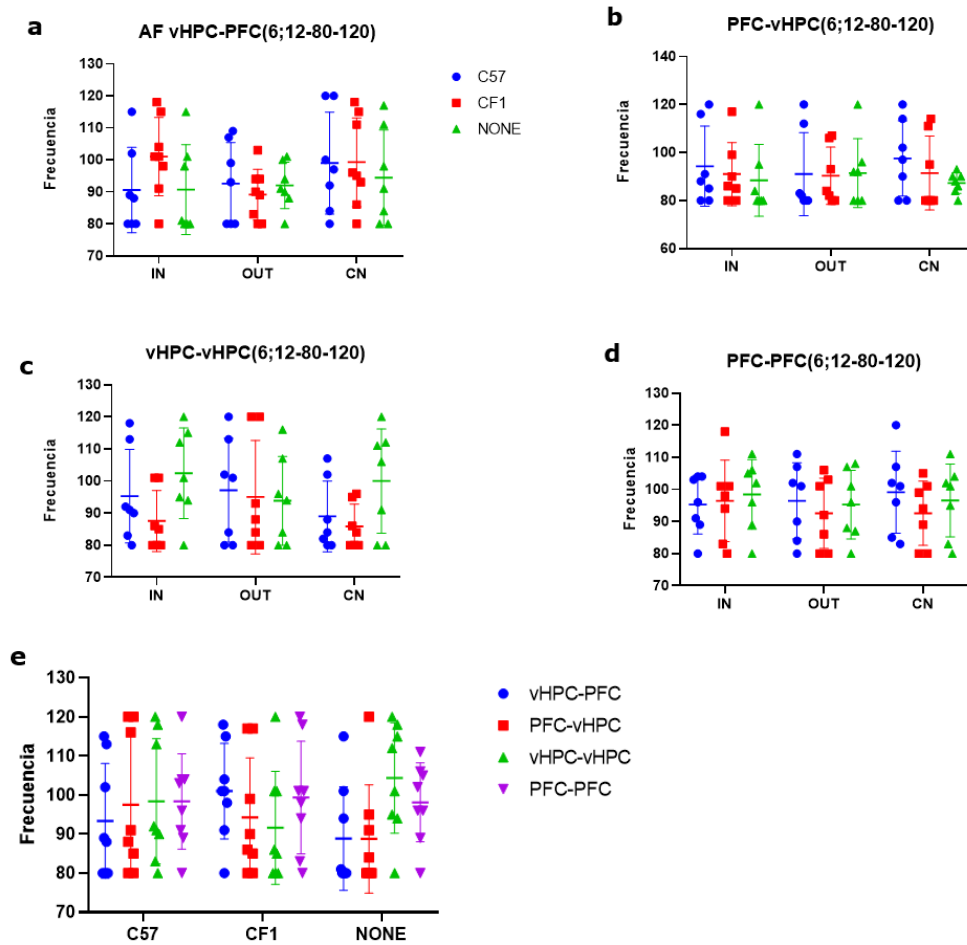 a
AF vHPC-PFC(6;12-80-120)
Frecuencia
130
120
110
100
90
80
70
IN
OUT
CN
C57
CF1
NONE
b
PFC-vHPC(6;12-80-120)
Frecuencia
140
120
100
80
60
IN
OUT
CN
c
vHPC-vHPC(6;12-80-120)
Frecuencia
130
120
110
100
90
80
70
IN
OUT
CN
d
PFC-PFC(6;12-80-120)
Frecuencia
130
120
110
100
90
80
70
IN
OUT
CN
e
Frecuencia
130
120
110
100
90
80
70
C57
CF1
NONE
vHPC-PFC
PFC-vHPC
vHPC-vHPC
PFC-PFC